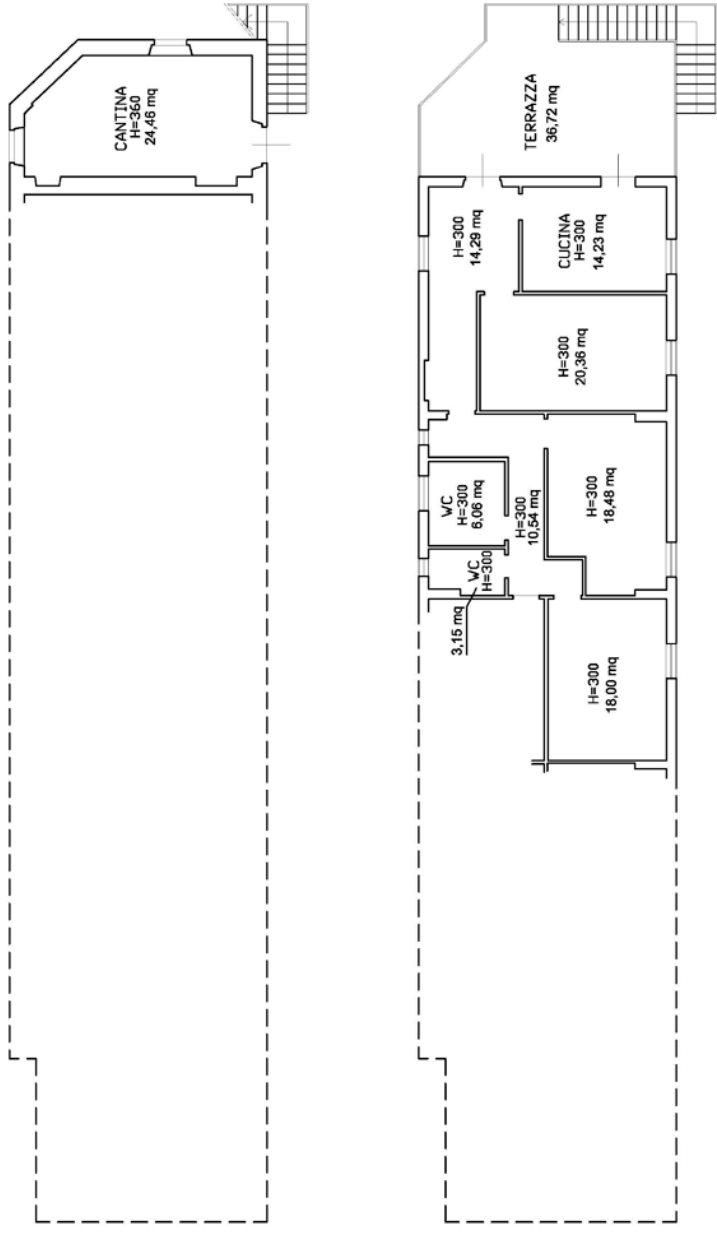 CANTINA
H=360
24,46 mq
TERRAZZA
36,72 mq
H=300
14,29 mq
CUCINA
H=300
14,23 mq
H=300
20,36 mq
WC
H=300
6,06 mq
H=300
10,54 mq
H=300
18,48 mq
WC
H=300
3,15 mq
H=300
18,00 mq